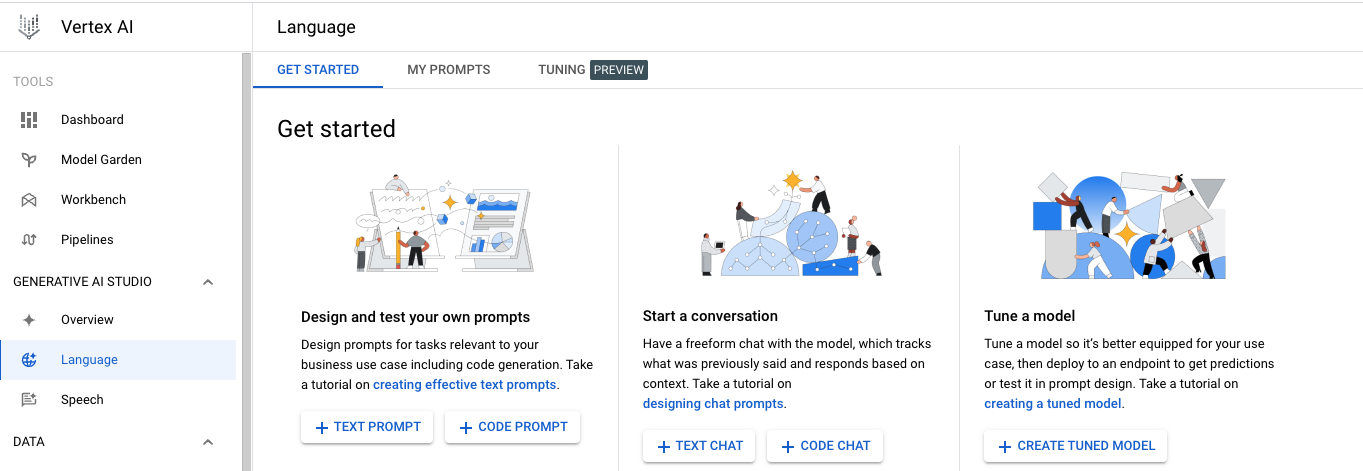 Vertex AI
Language
TOOLS
Dashboard
Model Garden
Workbench
Pipelines
GENERATIVE AI STUDIO
Overview
Language
Speech
DATA
GET STARTED
MY PROMPTS
TUNING PREVIEW
Get started
Design and test your own prompts
Design prompts for tasks relevant to your
business use case including code generation. Take
a tutorial on creating effective text prompts.
TEXT PROMPT
CODE PROMPT
Start a conversation
Have a freeform chat with the model, which tracks
what was previously said and responds based on
context. Take a tutorial on
designing chat prompts.
TEXT CHAT
CODE CHAT
Tune a model
Tune a model so it's better equipped for your use
case, then deploy to an endpoint to get predictions
or test it in prompt design. Take a tutorial on
creating a tuned model.
CREATE TUNED MODEL